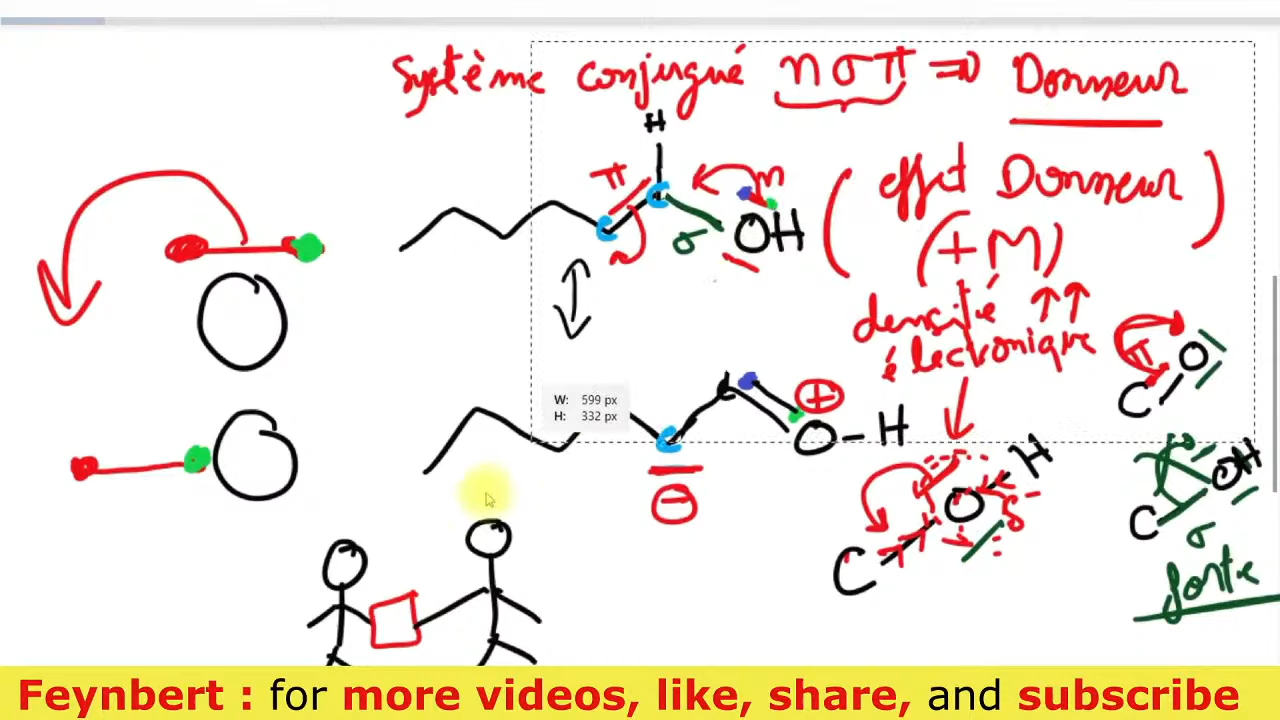 Système conjugué n σ π ⇒ Donneur
H
π n
σ OH
(effet Donneur
(+M)
densité ↑↑
électronique
π O
C
W: 599 px
H: 332 px
+
O-H
C
⊖
H
O δ-
C
OH
C σ
forte
Feynbert : for more videos, like, share, and subscribe